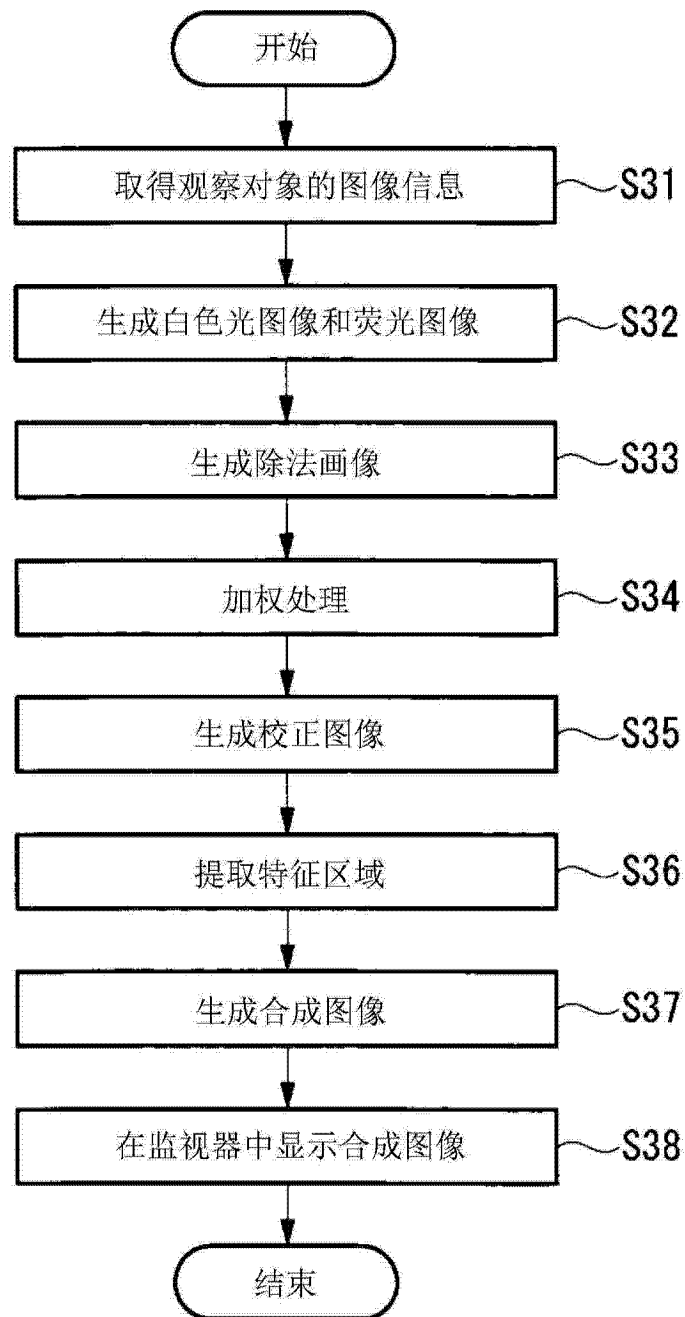 开始
取得观察对象的图像信息 S31
生成白色光图像和荧光图像 S32
生成除法画像 S33
加权处理 S34
生成校正图像 S35
提取特征区域 S36
生成合成图像 S37
在监视器中显示合成图像 S38
结束